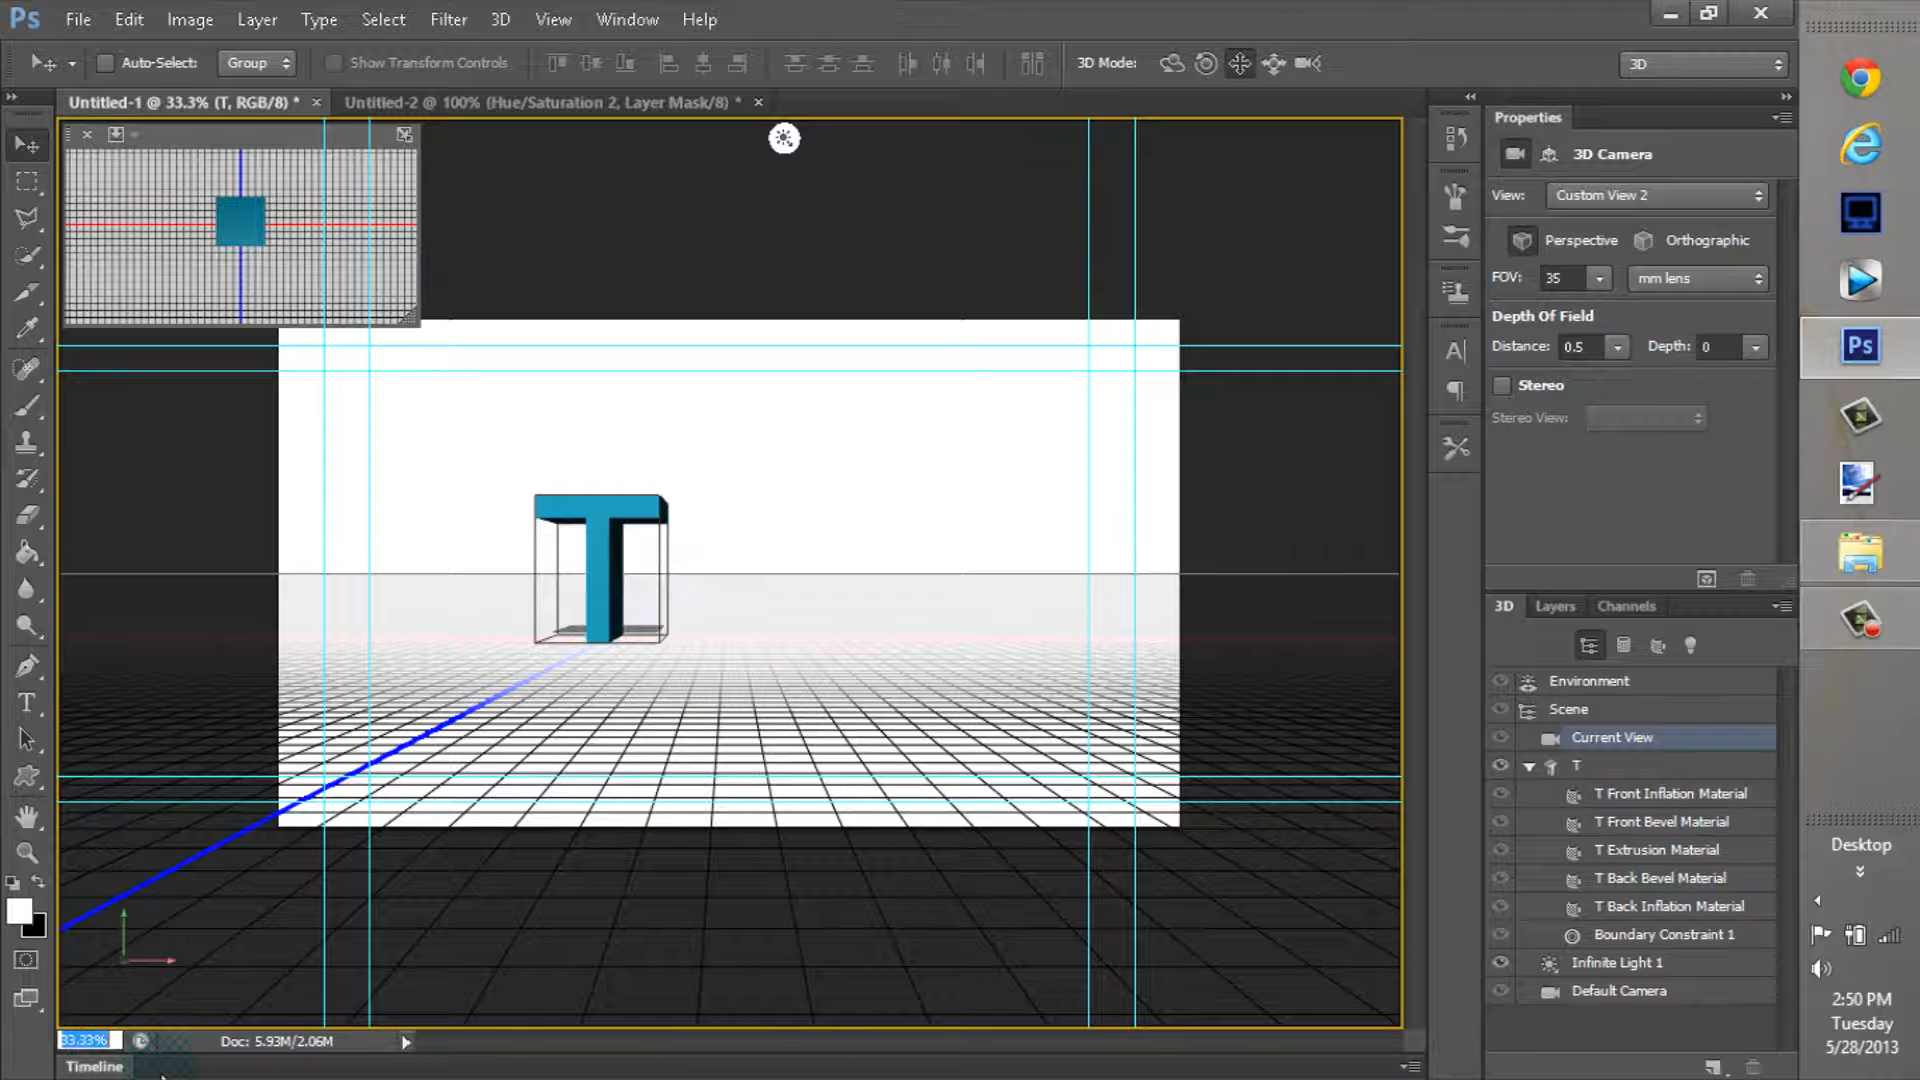 Ps File Edit Image Layer Type Select Filter 3D View Window Help
Auto-Select: Group Show Transform Controls 3D Mode: 3D
Untitled-1 @ 33.3% (T, RGB/8) * × Untitled-2 @ 100% (Hue/Saturation 2, Layer Mask/8) * ×
Properties
3D Camera
View: Custom View 2
Perspective Orthographic
FOV: 35 mm lens
Depth Of Field
Distance: 0.5 Depth: 0
Stereo
Stereo View:
Ps
T
3D Layers Channels
Environment
Scene
Current View
T
T Front Inflation Material
T Front Bevel Material
T Extrusion Material
T Back Bevel Material
T Back Inflation Material
Boundary Constraint 1
Infinite Light 1
Default Camera
Desktop
2:50 PM
Tuesday
5/28/2013
33.33% Doc: 5.93M/2.06M
Timeline